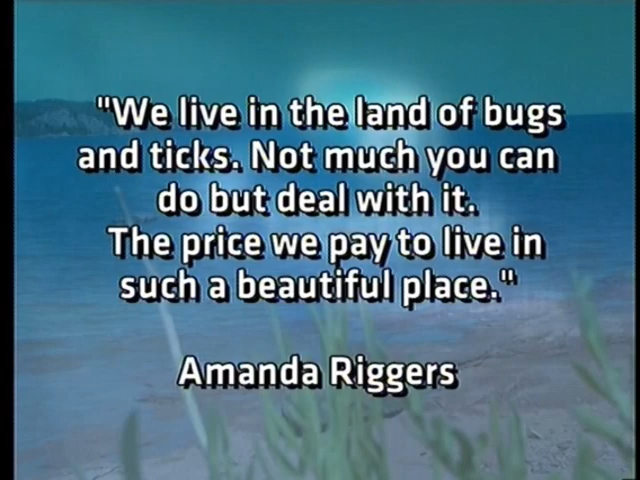 "We live in the land of bugs
and ticks. Not much you can
do but deal with it.
The price we pay to live in
such a beautiful place."
Amanda Riggers